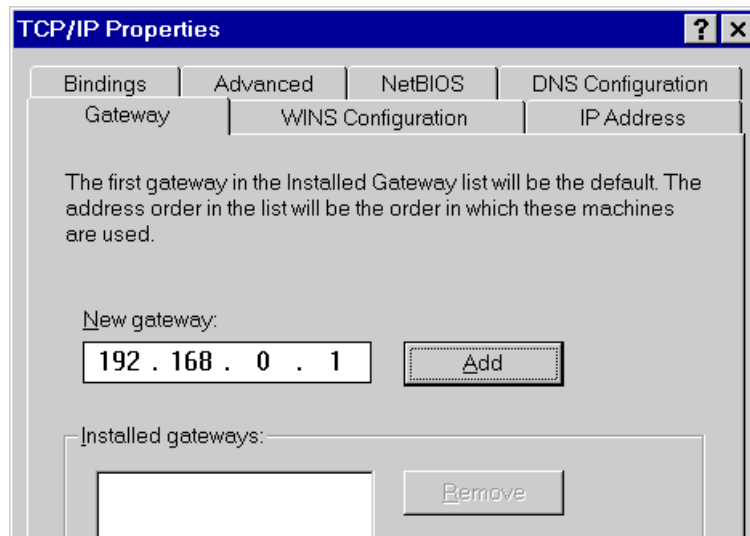 TCP/IP Properties
? ×
Bindings Advanced NetBIOS DNS Configuration
Gateway WINS Configuration IP Address
The first gateway in the Installed Gateway list will be the default. The
address order in the list will be the order in which these machines
are used.
New gateway:
192 . 168 . 0 . 1 Add
Installed gateways:
Remove